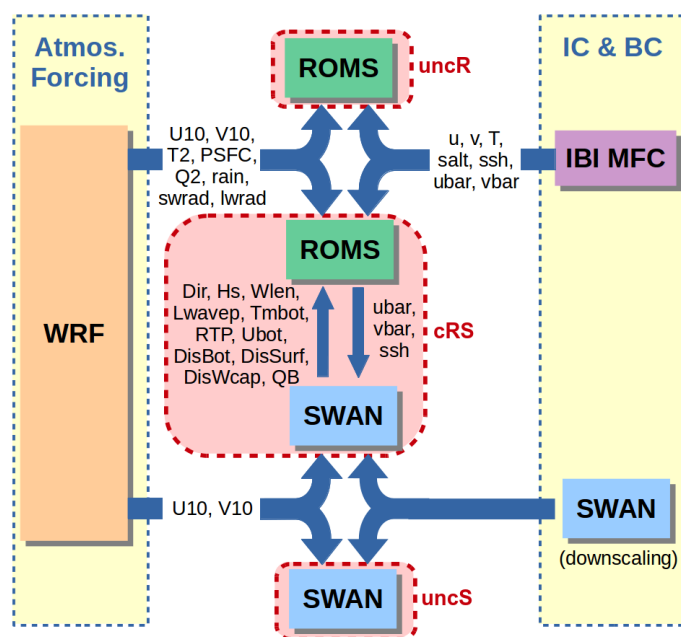 Atmos.
Forcing
ROMS
uncR
IC & BC
U10, V10,
T2, PSFC,
Q2, rain,
swrad, lwrad
u, v, T,
salt, ssh,
ubar, vbar
IBI MFC
WRF
ROMS
Dir, Hs, Wlen,
Lwavep, Tmbot,
RTP, Ubot,
DisBot, DisSurf,
DisWcap, QB
ubar,
vbar,
ssh
cRS
SWAN
U10, V10
SWAN
(downscaling)
SWAN
uncS